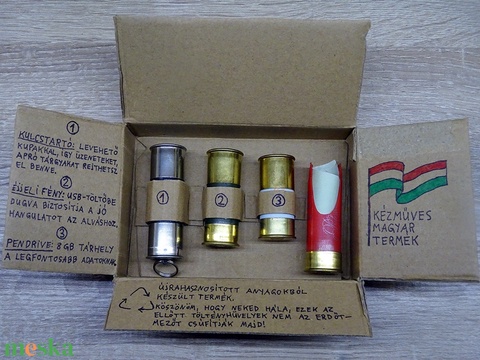 1
KULCSTARTÓ: LEVEHETŐ
KUPAKKAL, ÍGY ÜZENETEKET,
APRÓ TÁRGYAKAT REJTHETSZ
EL BENNE.
2
ÉJJELI FÉNY: USB-TÖLTŐBE
DUGVA BIZTOSÍTJA A JÓ
HANGULATOT AZ ALVÁSHOZ.
3
PENDRIVE: 8GB TÁRHELY
A LEGFONTOSABB ADATOKNAK.
1
2
3
KÉZMŰVES
MAGYAR
TERMÉK
ÚJRAHASZNOSÍTOTT ANYAGOKBÓL
KÉSZÜLT TERMÉK.
KÖSZÖNÖM, HOGY NEKED HÁLA, EZEK AZ
ELLŐTT TÖLTÉNYHÜVELYEK NEM AZ ERDŐT-
MEZŐT CSÚFÍTJÁK MAJD!
meska